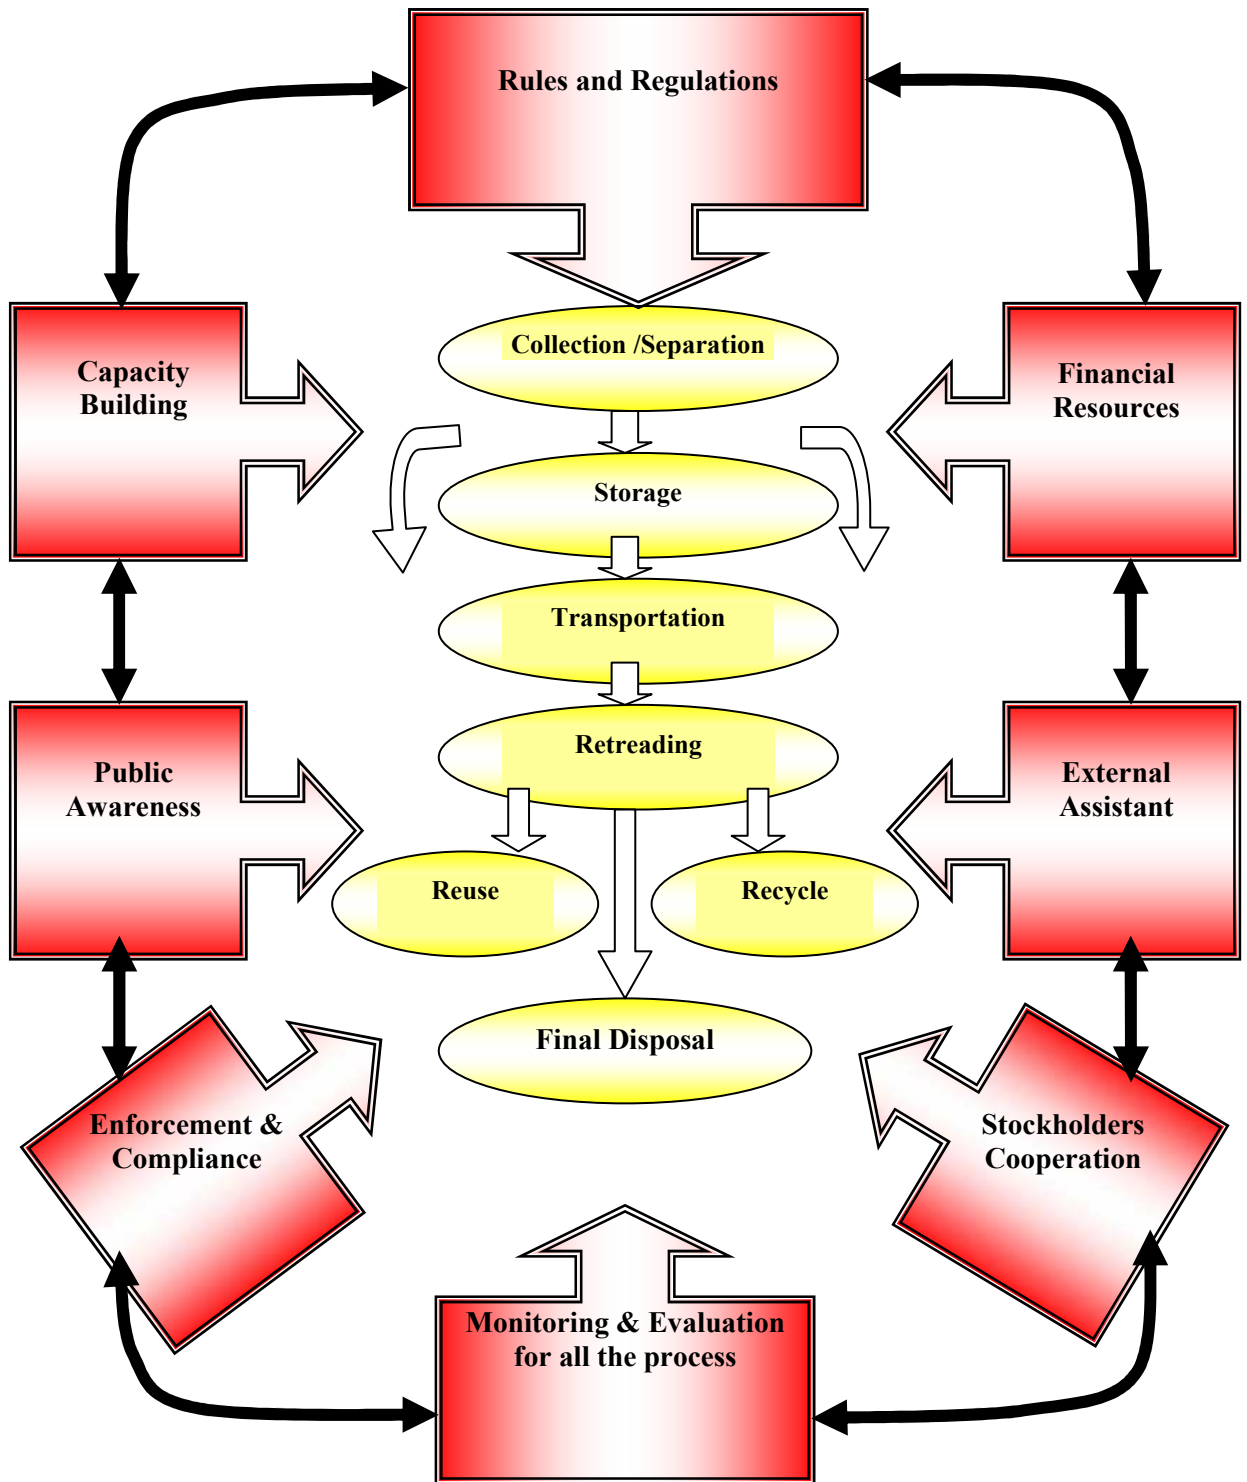 Rules and Regulations
Collection /Separation
Capacity
Building
Financial
Resources
Storage
Transportation
Retreading
Public
Awareness
External
Assistant
Reuse
Recycle
Final Disposal
Enforcement &
Compliance
Stockholders
Cooperation
Monitoring & Evaluation
for all the process